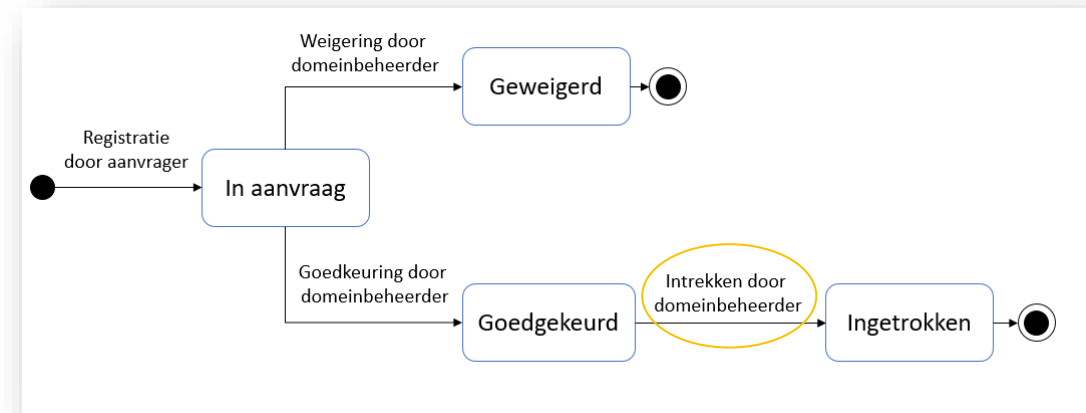 Weigering door
domeinbeheerder
Geweigerd
Registratie
door aanvrager
In aanvraag
Goedkeuring door
domeinbeheerder
Goedgekeurd
Intrekken door
domeinbeheerder
Ingetrokken